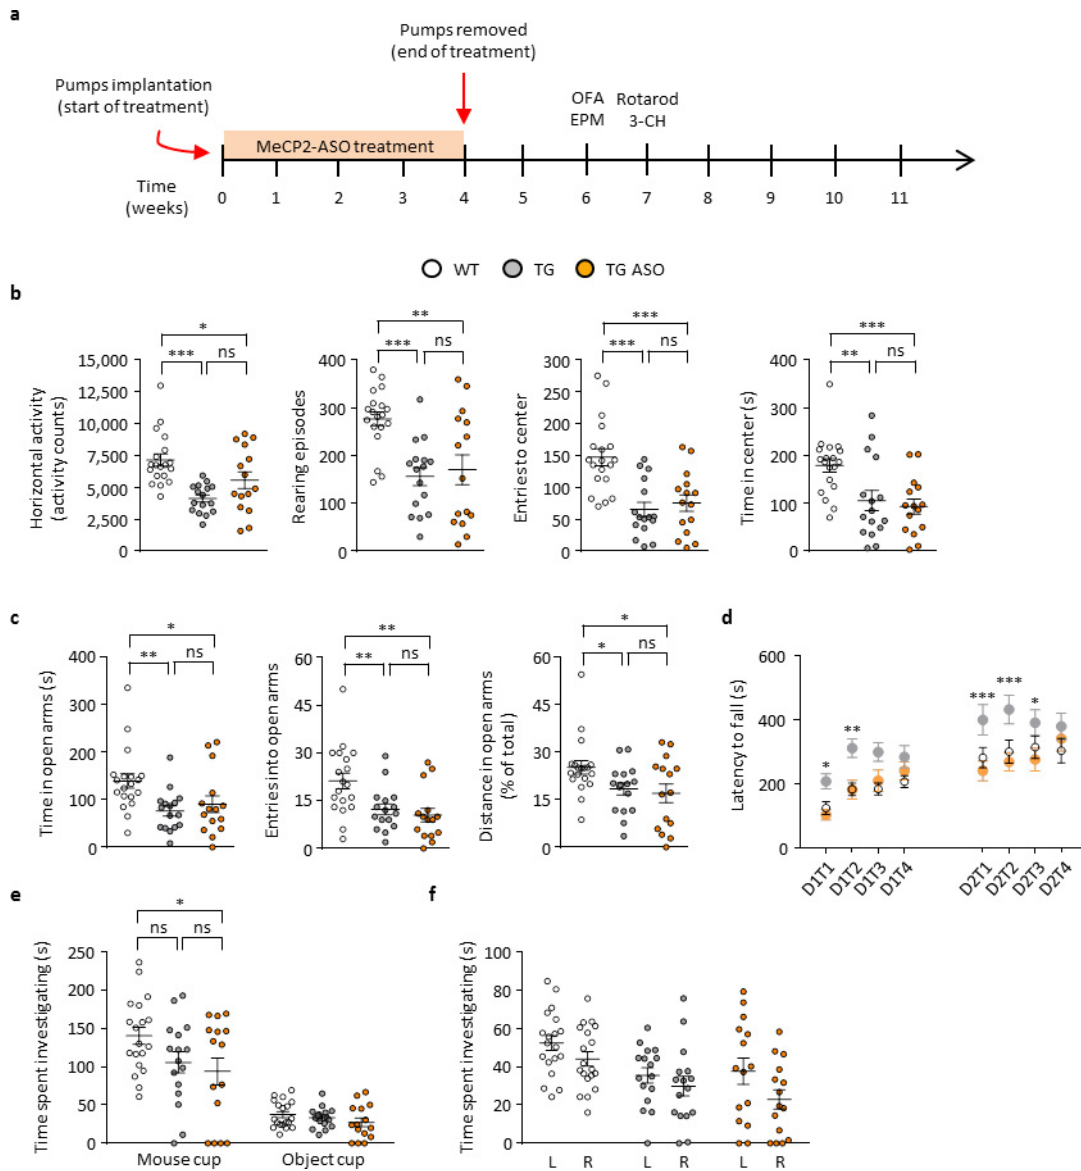 a
Pumps removed
(end of treatment)
Pumps implantation
(start of treatment)
OFA Rotarod
EPM 3-CH
MeCP2-ASO treatment
Time
(weeks)
0 1 2 3 4 5 6 7 8 9 10 11
WT TG TG ASO
b
Horizontal activity
(activity counts)
15,000
12,500
10,000
7,500
5,000
2,500
0
*
*** ns
Rearing episodes
400
300
200
100
0
**
*** ns
Entries to center
300
250
200
150
100
50
0
***
*** ns
Time in center (s)
400
300
200
100
0
***
** ns
c
Time in open arms (s)
400
300
200
100
0
*
** ns
Entries into open arms
60
45
30
15
0
**
** ns
Distance in open arms
(% of total)
60
45
30
15
0
*
* ns
d
Latency to fall (s)
600
400
200
0
* ** *** *** *
D1T1 D1T2 D1T3 D1T4 D2T1 D2T2 D2T3 D2T4
e
Time spent investigating (s)
250
200
150
100
50
0
*
ns ns
Mouse cup Object cup
f
Time spent investigating (s)
100
80
60
40
20
0
L R L R L R